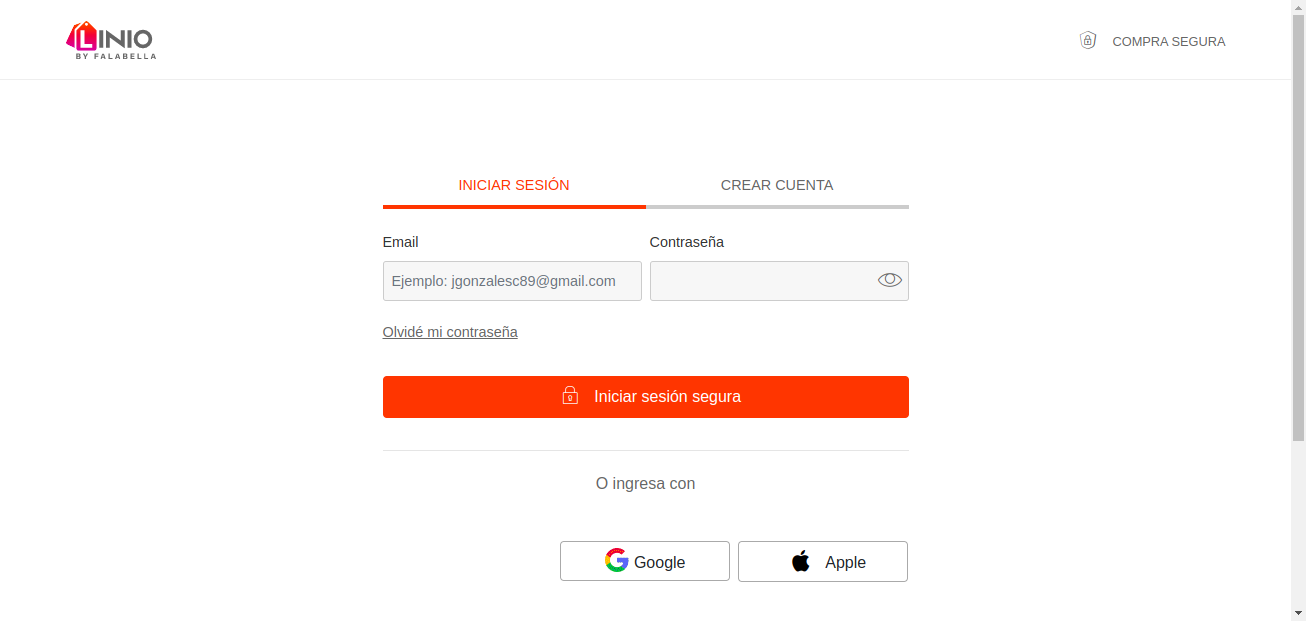 LINIO
BY FALABELLA
COMPRA SEGURA
INICIAR SESIÓN
CREAR CUENTA
Email
Contraseña
Ejemplo: jgonzalesc89@gmail.com
Olvidé mi contraseña
Iniciar sesión segura
O ingresa con
Google
Apple